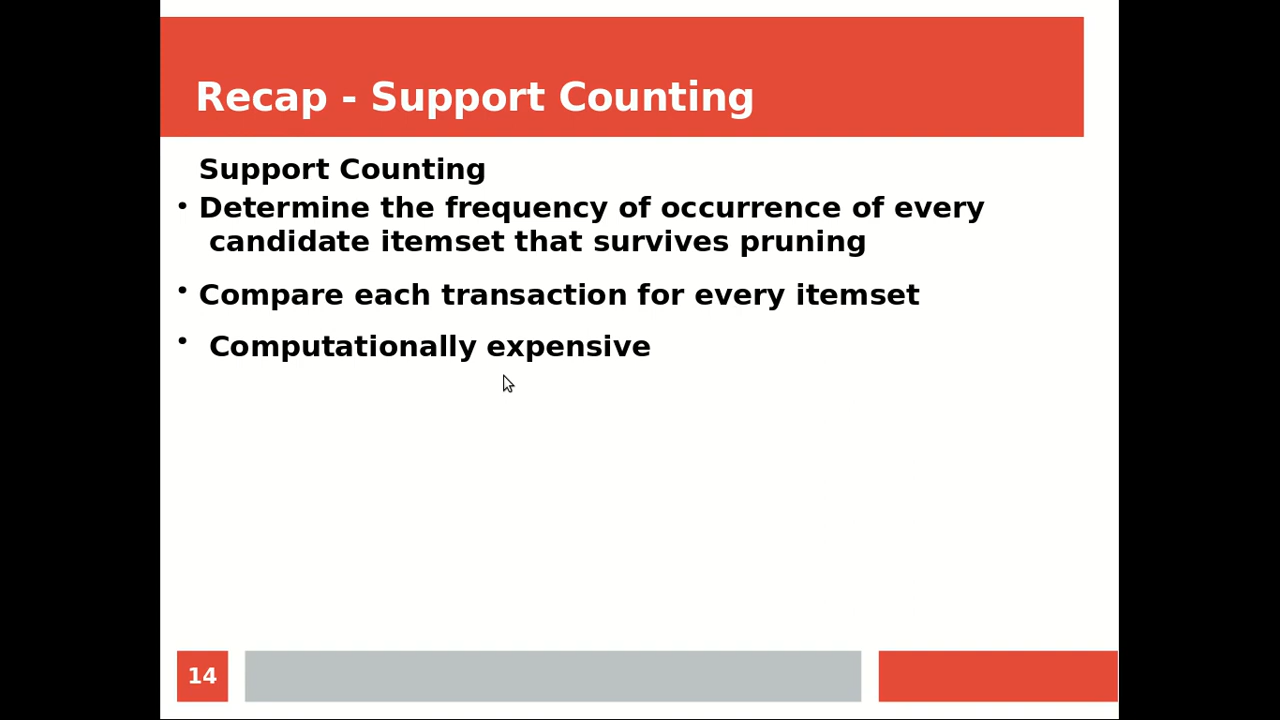 Recap - Support Counting
Support Counting
• Determine the frequency of occurrence of every
candidate itemset that survives pruning
• Compare each transaction for every itemset
• Computationally expensive
14